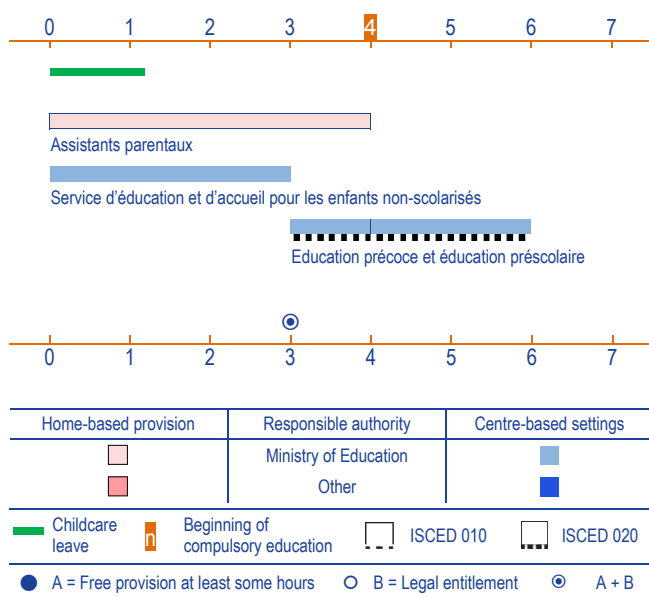 0 1 2 3 4 5 6 7
Assistants parentaux
Service d'éducation et d'accueil pour les enfants non-scolarisés
Education précoce et éducation préscolaire
0 1 2 3 4 5 6 7
Home-based provision Responsible authority Centre-based settings
Ministry of Education
Other
Childcare leave n Beginning of compulsory education ISCED 010 ISCED 020
A = Free provision at least some hours B = Legal entitlement A + B